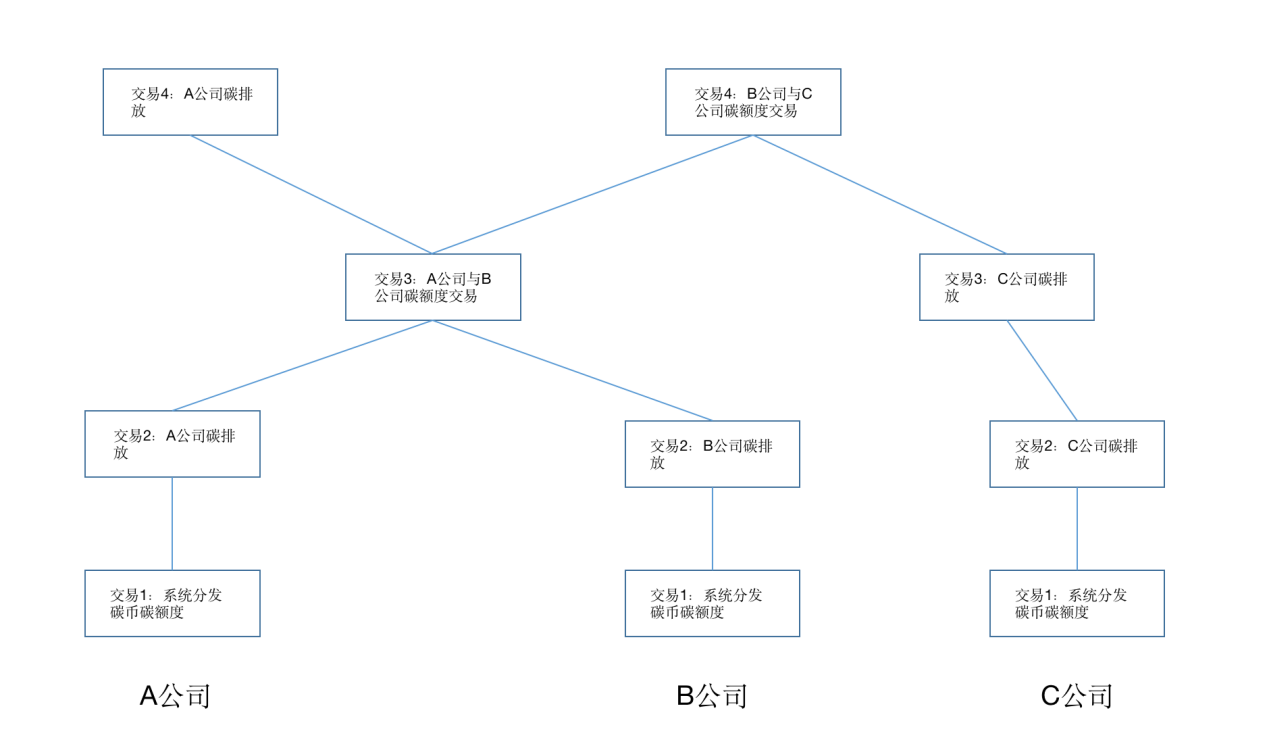 交易4：A公司碳排
放
交易4：B公司与C
公司碳额度交易
交易3：A公司与B
公司碳额度交易
交易3：C公司碳排
放
交易2：A公司碳排
放
交易2：B公司碳排
放
交易2：C公司碳排
放
交易1：系统分发
碳币碳额度
交易1：系统分发
碳币碳额度
交易1：系统分发
碳币碳额度
A公司
B公司
C公司